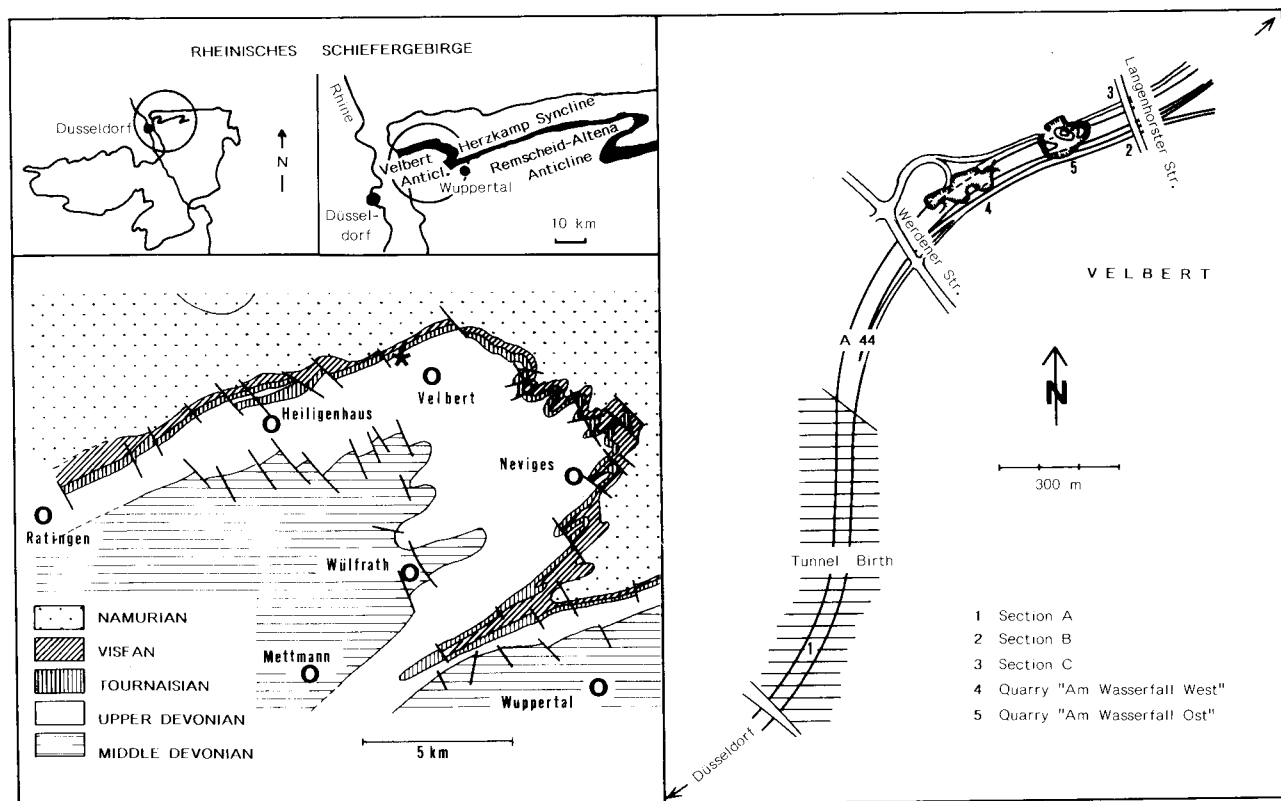 RHEINISCHES SCHIEFERGEBIRGE
Dusseldorf
N
Rhine
Herzkamp Syncline
Velbert
Anticl.
Remscheid-Altena
Anticline
Wuppertal
Düssel-
dorf
10 km
Velbert
Heiligenhaus
Neviges
Ratingen
Wülfrath
Mettmann
Wuppertal
NAMURIAN
VISEAN
TOURNAISIAN
UPPER DEVONIAN
MIDDLE DEVONIAN
5 km
Langenhorster Str.
3
2
5
4
Werdener Str.
VELBERT
A 44
N
300 m
Tunnel Birth
1
Düsseldorf
1 Section A
2 Section B
3 Section C
4 Quarry "Am Wasserfall West"
5 Quarry "Am Wasserfall Ost"